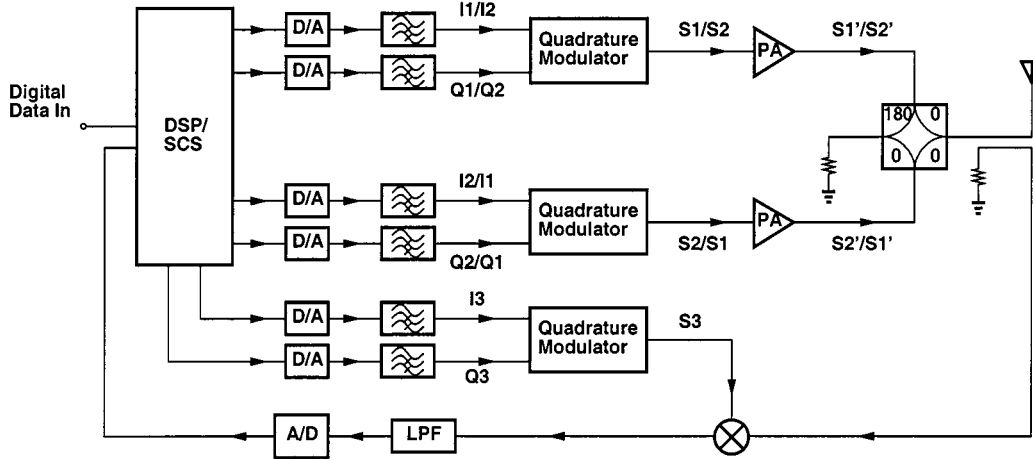 D/A
I1/I2
D/A
Q1/Q2
Quadrature
Modulator
S1/S2
PA
S1'/S2'
Digital
Data In
DSP/
SCS
180 0
0 0
D/A
I2/I1
D/A
Q2/Q1
Quadrature
Modulator
S2/S1
PA
S2'/S1'
D/A
I3
D/A
Q3
Quadrature
Modulator
S3
A/D
LPF